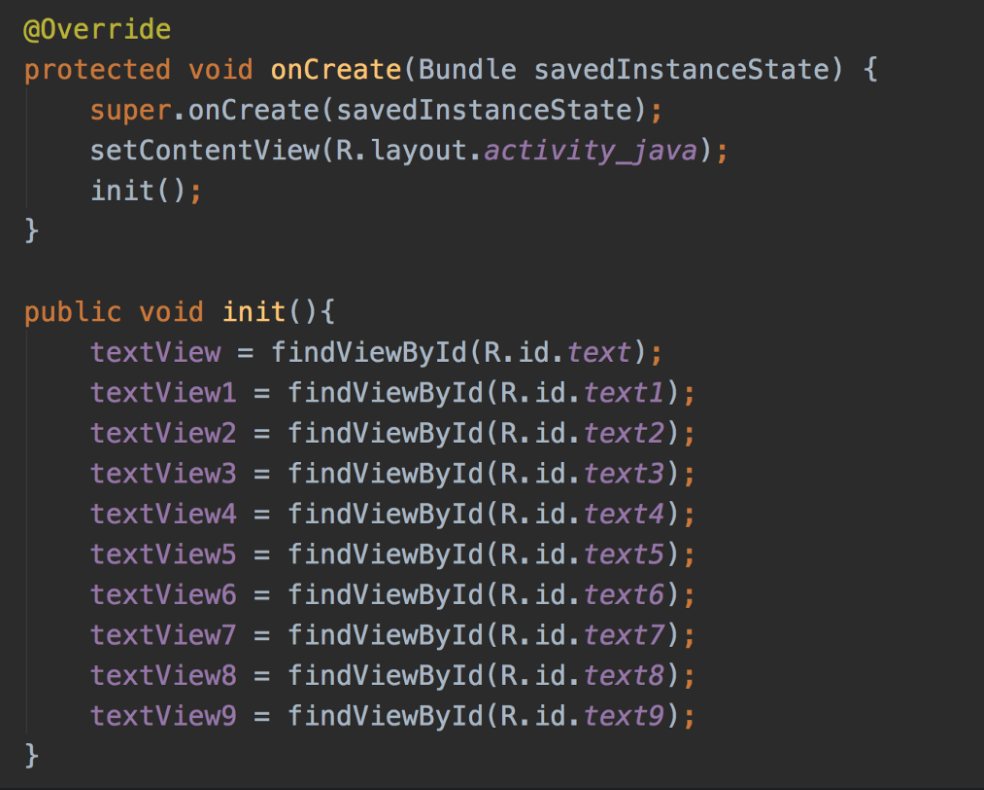 @Override
protected void onCreate(Bundle savedInstanceState) {
    super.onCreate(savedInstanceState);
    setContentView(R.layout.activity_java);
    init();
}

public void init(){
    textView = findViewById(R.id.text);
    textView1 = findViewById(R.id.text1);
    textView2 = findViewById(R.id.text2);
    textView3 = findViewById(R.id.text3);
    textView4 = findViewById(R.id.text4);
    textView5 = findViewById(R.id.text5);
    textView6 = findViewById(R.id.text6);
    textView7 = findViewById(R.id.text7);
    textView8 = findViewById(R.id.text8);
    textView9 = findViewById(R.id.text9);
}